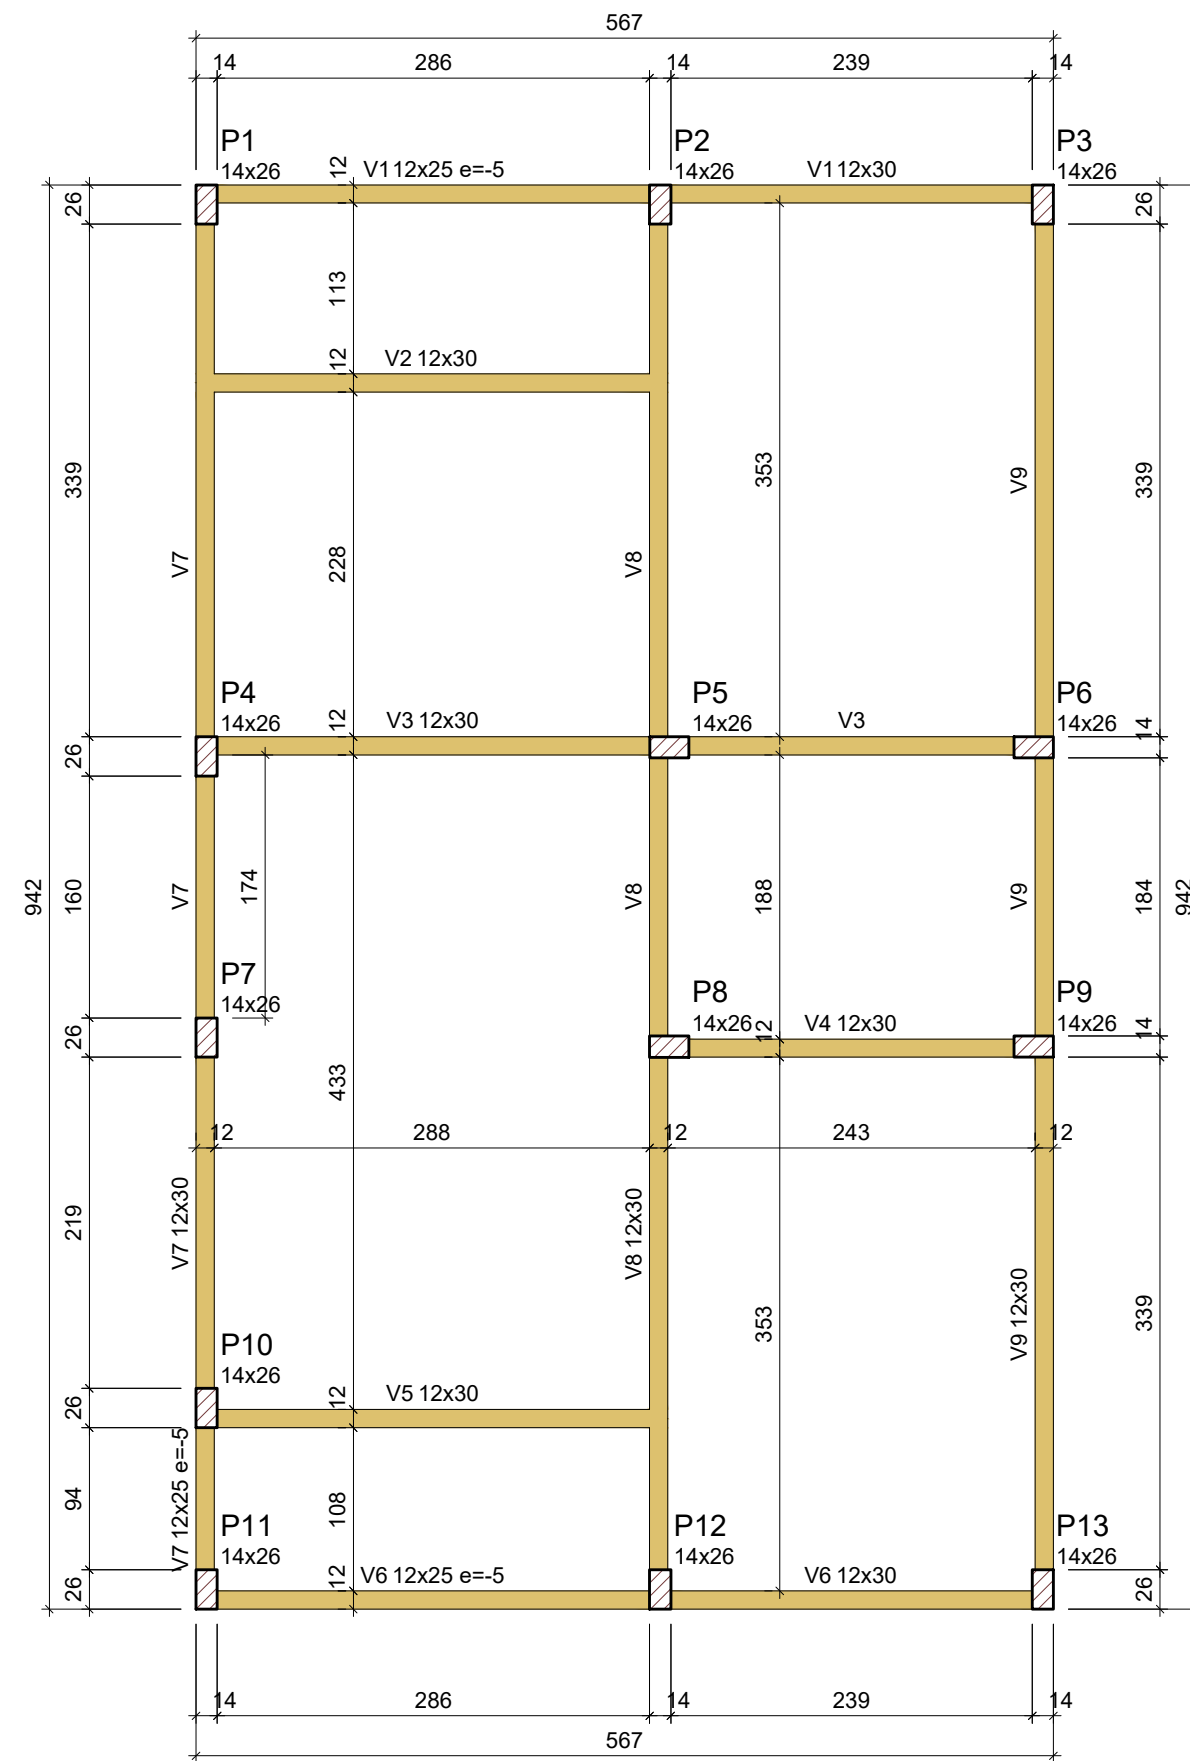 567
14 286 14 239 14
P1 P2 P3
14x26 12 V1 12x25 e=-5 14x26 V1 12x30 14x26
26 26
113
12 V2 12x30
339 353 V9 339
V7 228 V8
P4 P5 P6
14x26 12 V3 12x30 14x26 V3 14x26 14
26
942 160 V7 174 V8 188 V9 184 942
P7 P8 P9
14x26 14x26 12 V4 12x30 14x26 14
26 433
12 288 12 243 12
219 V7 12x30 V8 12x30
353 V9 12x30 339
P10
14x26
26 12 V5 12x30
94 V7 12x25 e=-5 108
P11 P12 P13
14x26 14x26 14x26
26 12 V6 12x25 e=-5 V6 12x30 26
14 286 14 239 14
567